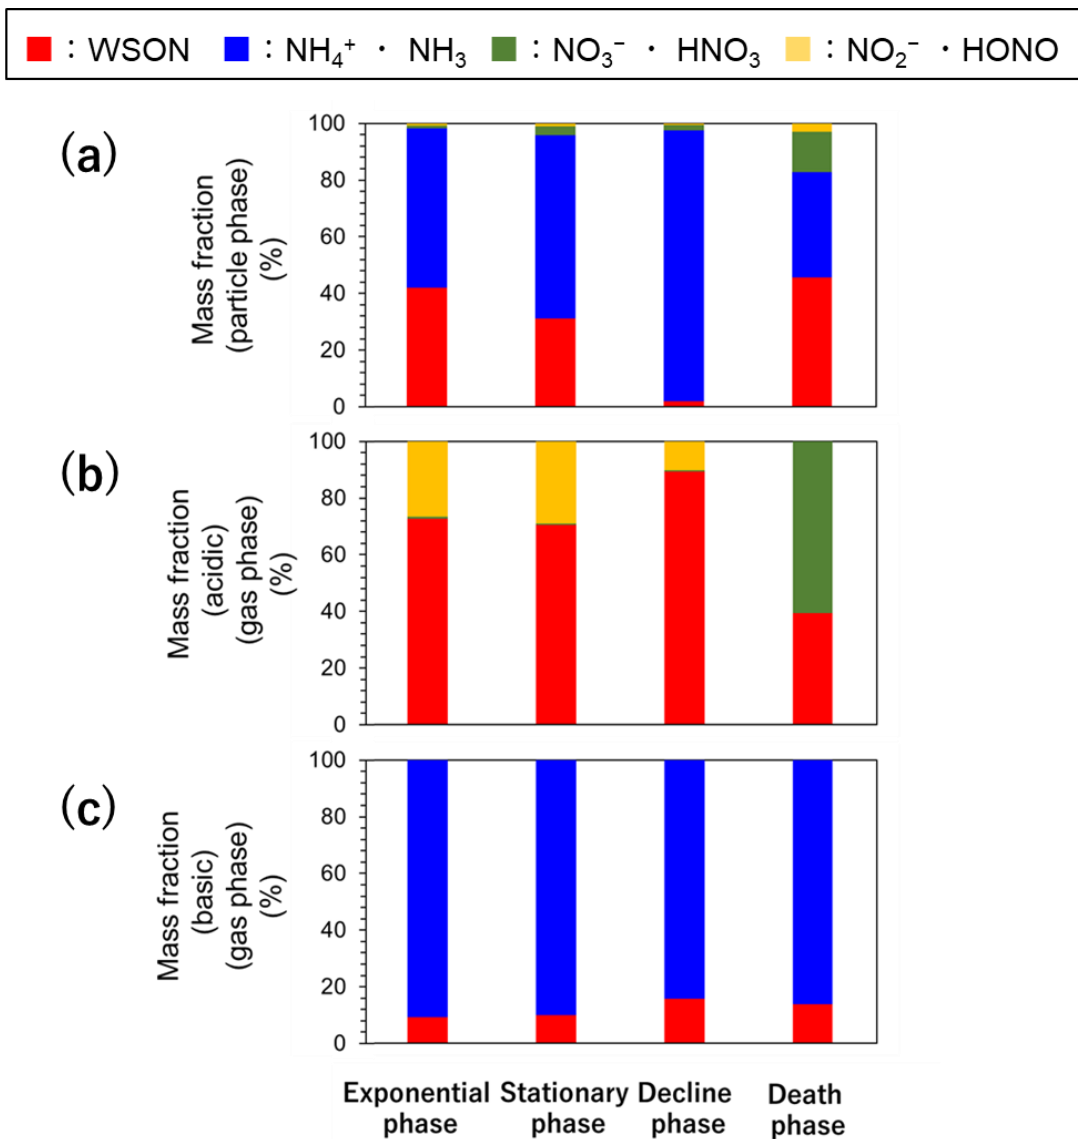 : WSON : NH₄⁺ ・ NH₃ : NO₃⁻ ・ HNO₃ : NO₂⁻ ・ HONO
(a)
Mass fraction
(particle phase)
(%)
100
80
60
40
20
0
(b)
Mass fraction
(acidic)
(gas phase)
(%)
100
80
60
40
20
0
(c)
Mass fraction
(basic)
(gas phase)
(%)
100
80
60
40
20
0
Exponential phase
Stationary phase
Decline phase
Death phase